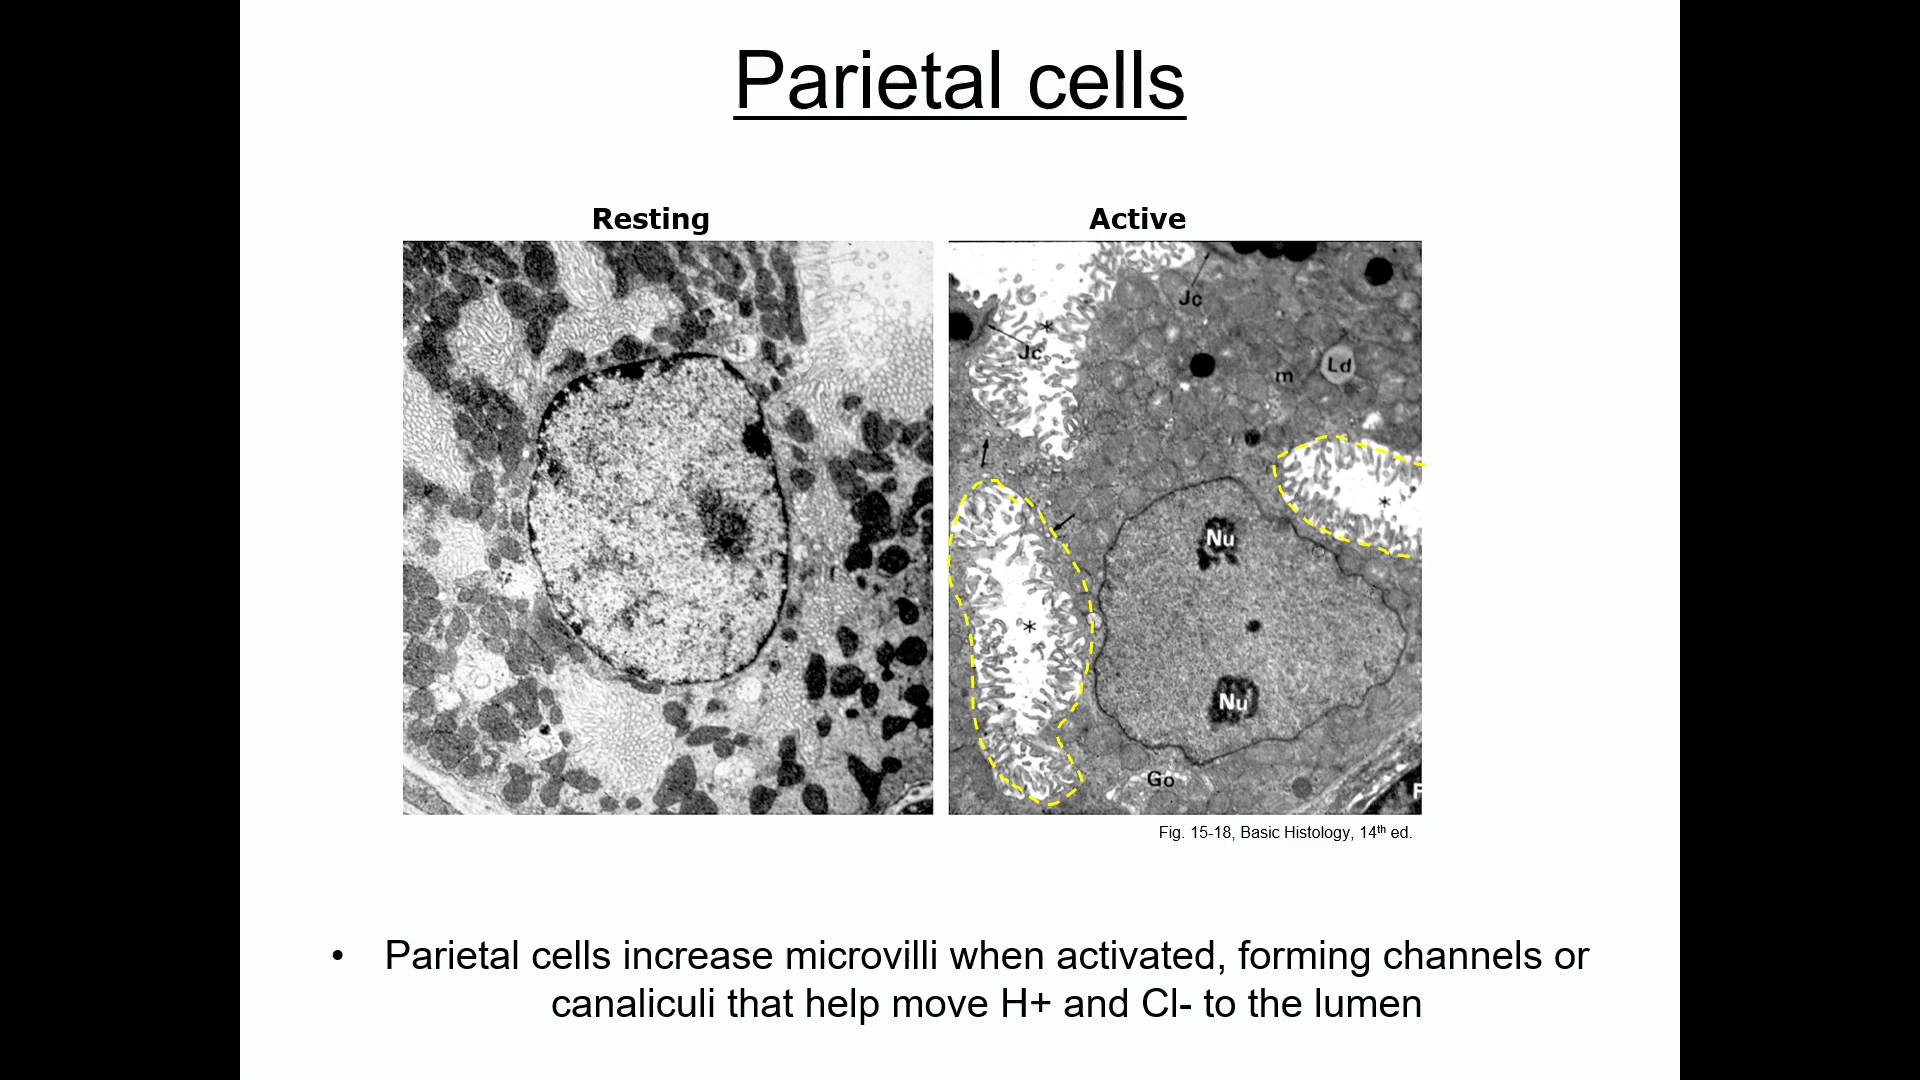 Parietal cells
Resting
Active
Jc
Jc
Ld
m
*
*
Nu
*
Nu
Go
F
Fig. 15-18, Basic Histology, 14th ed.
• Parietal cells increase microvilli when activated, forming channels or
canaliculi that help move H+ and Cl- to the lumen